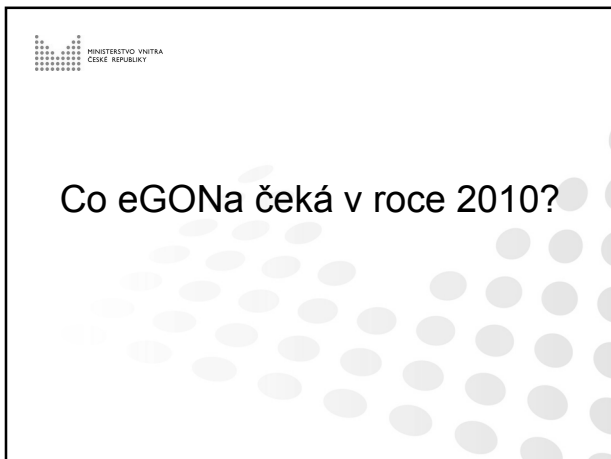 MINISTERSTVO VNITRA
ČESKÉ REPUBLIKY
Co eGONa čeká v roce 2010?